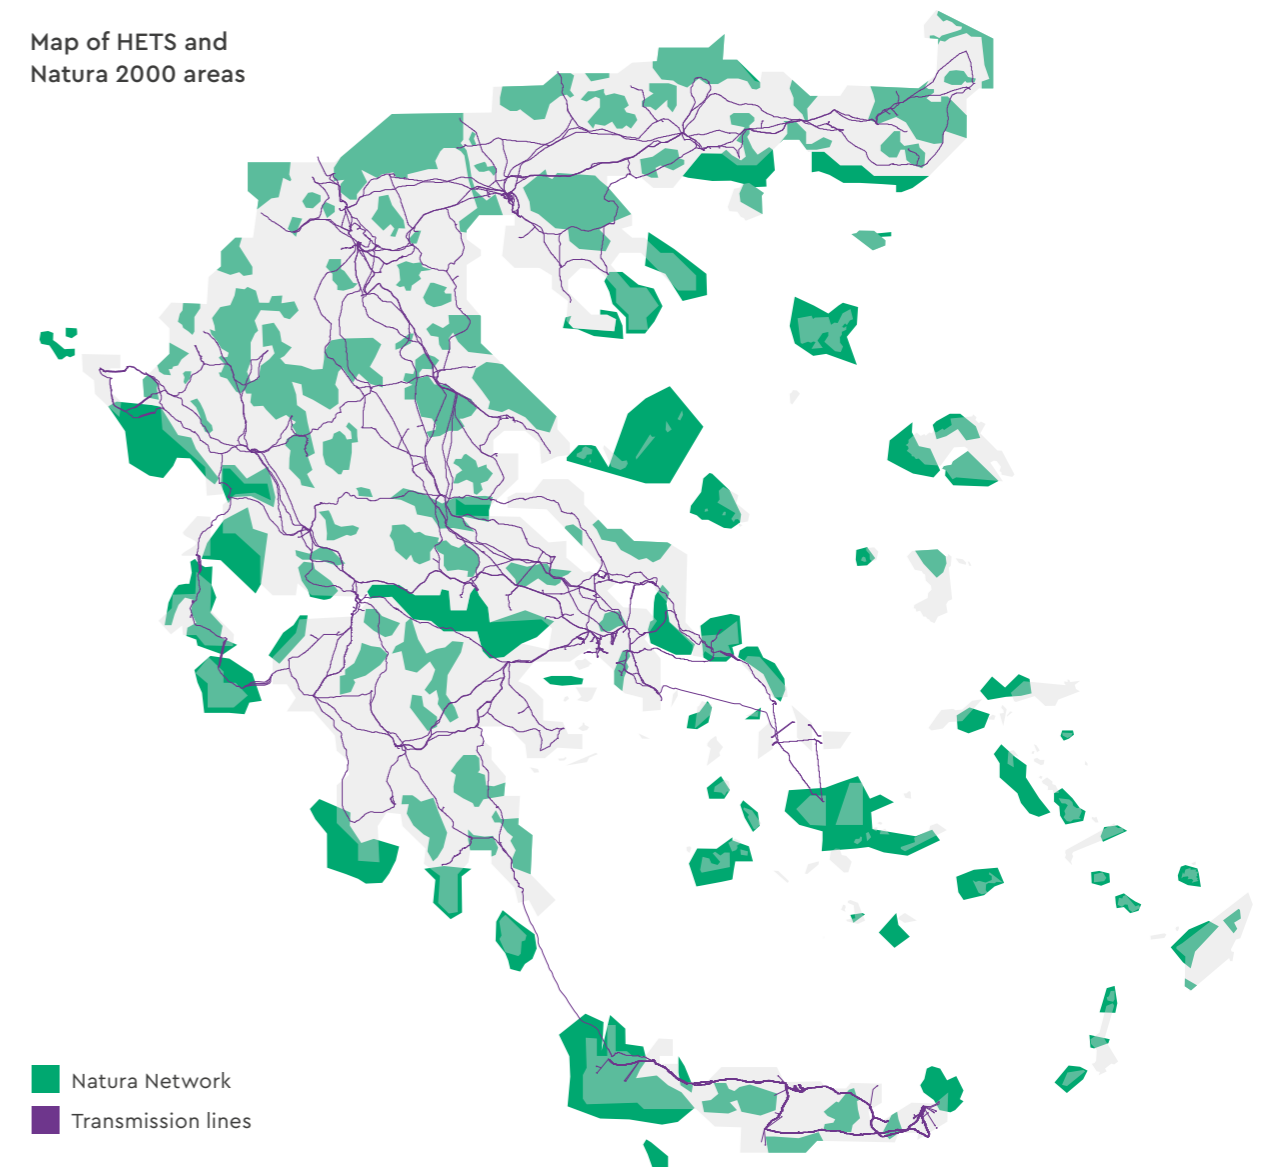 Map of HETS and
Natura 2000 areas
Natura Network
Transmission lines